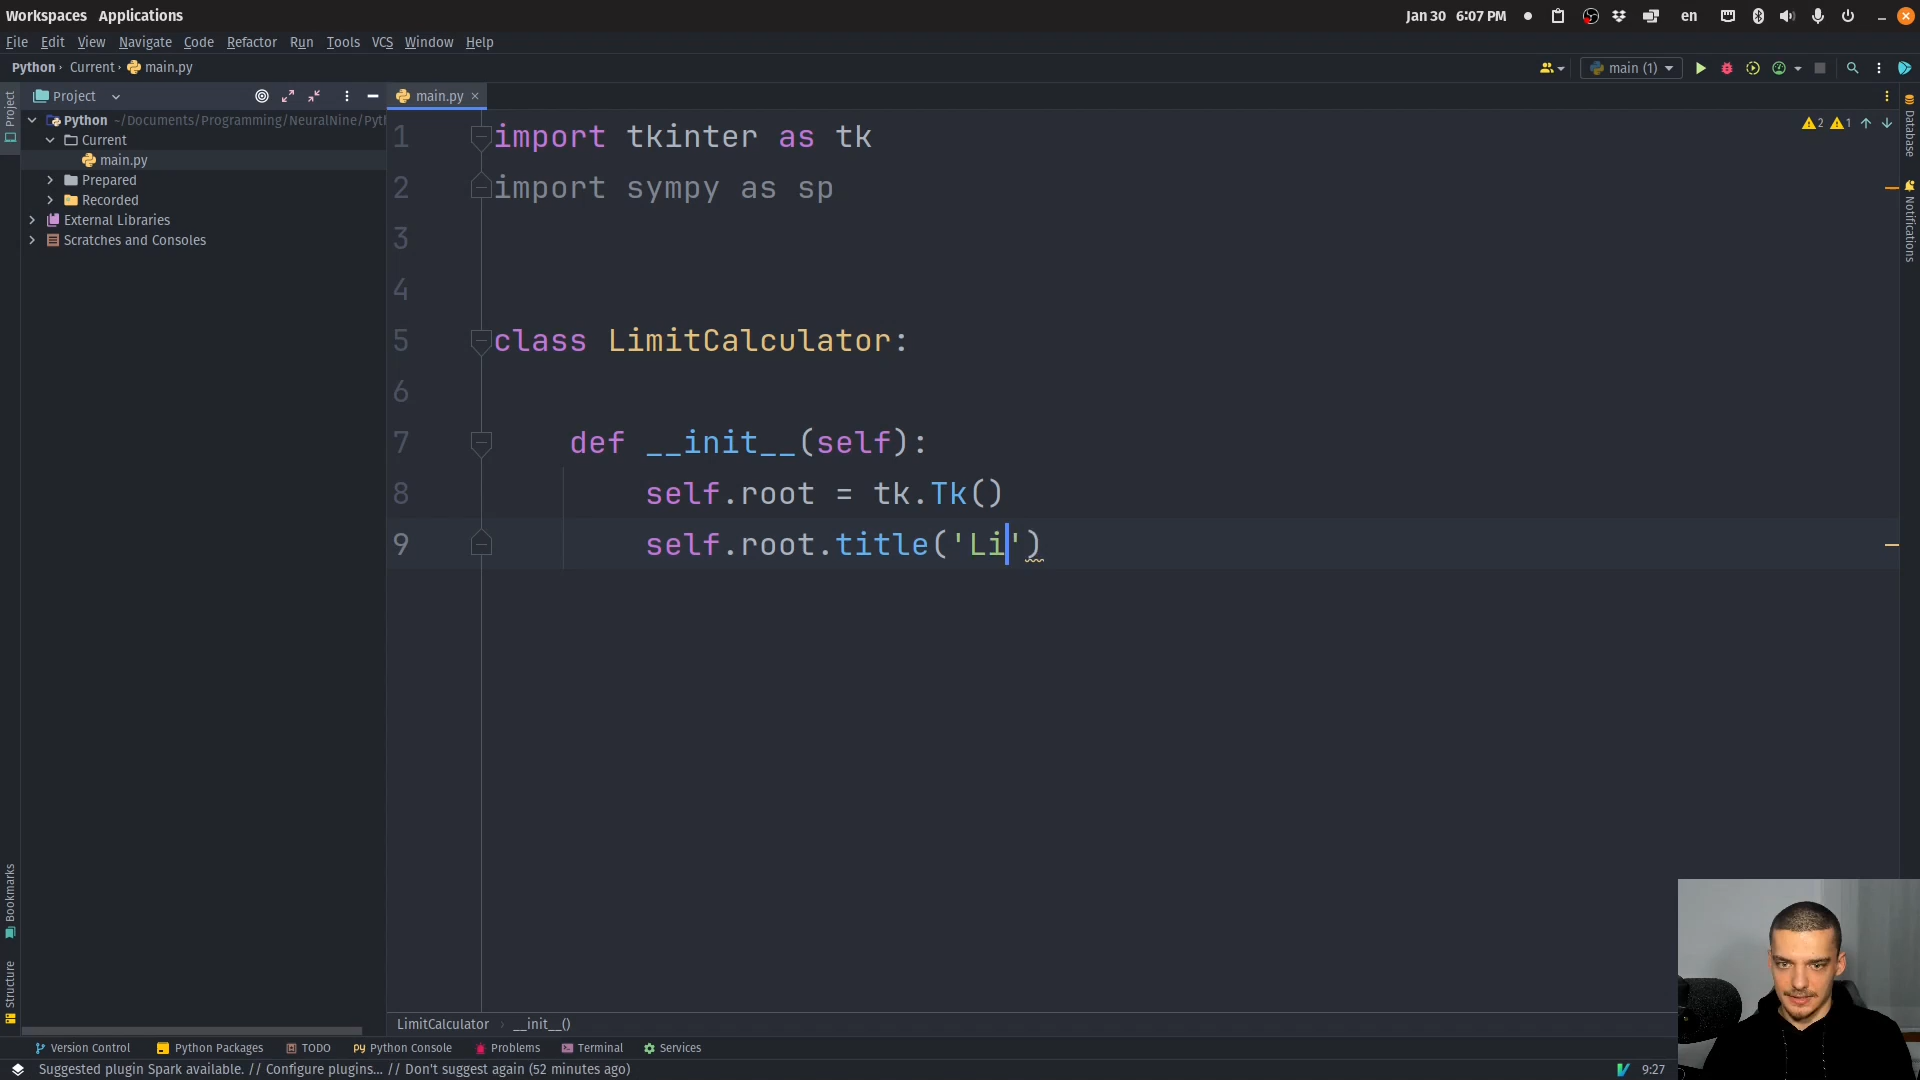 Workspaces Applications
Jan 30 6:07 PM
en
File Edit View Navigate Code Refactor Run Tools VCS Window Help
Python Current main.py
main (1)
Project
Project
main.py
Python ~/Documents/Programming/NeuralNine/Pyt
Current
main.py
Prepared
Recorded
External Libraries
Scratches and Consoles
2 1
Database
Notifications
1 import tkinter as tk
2 import sympy as sp
3
4
5 class LimitCalculator:
6
7 def __init__(self):
8 self.root = tk.Tk()
9 self.root.title('Li')
Bookmarks
Structure
LimitCalculator __init__()
Version Control Python Packages TODO Python Console Problems Terminal Services
Suggested plugin Spark available. // Configure plugins... // Don't suggest again (52 minutes ago)
9:27